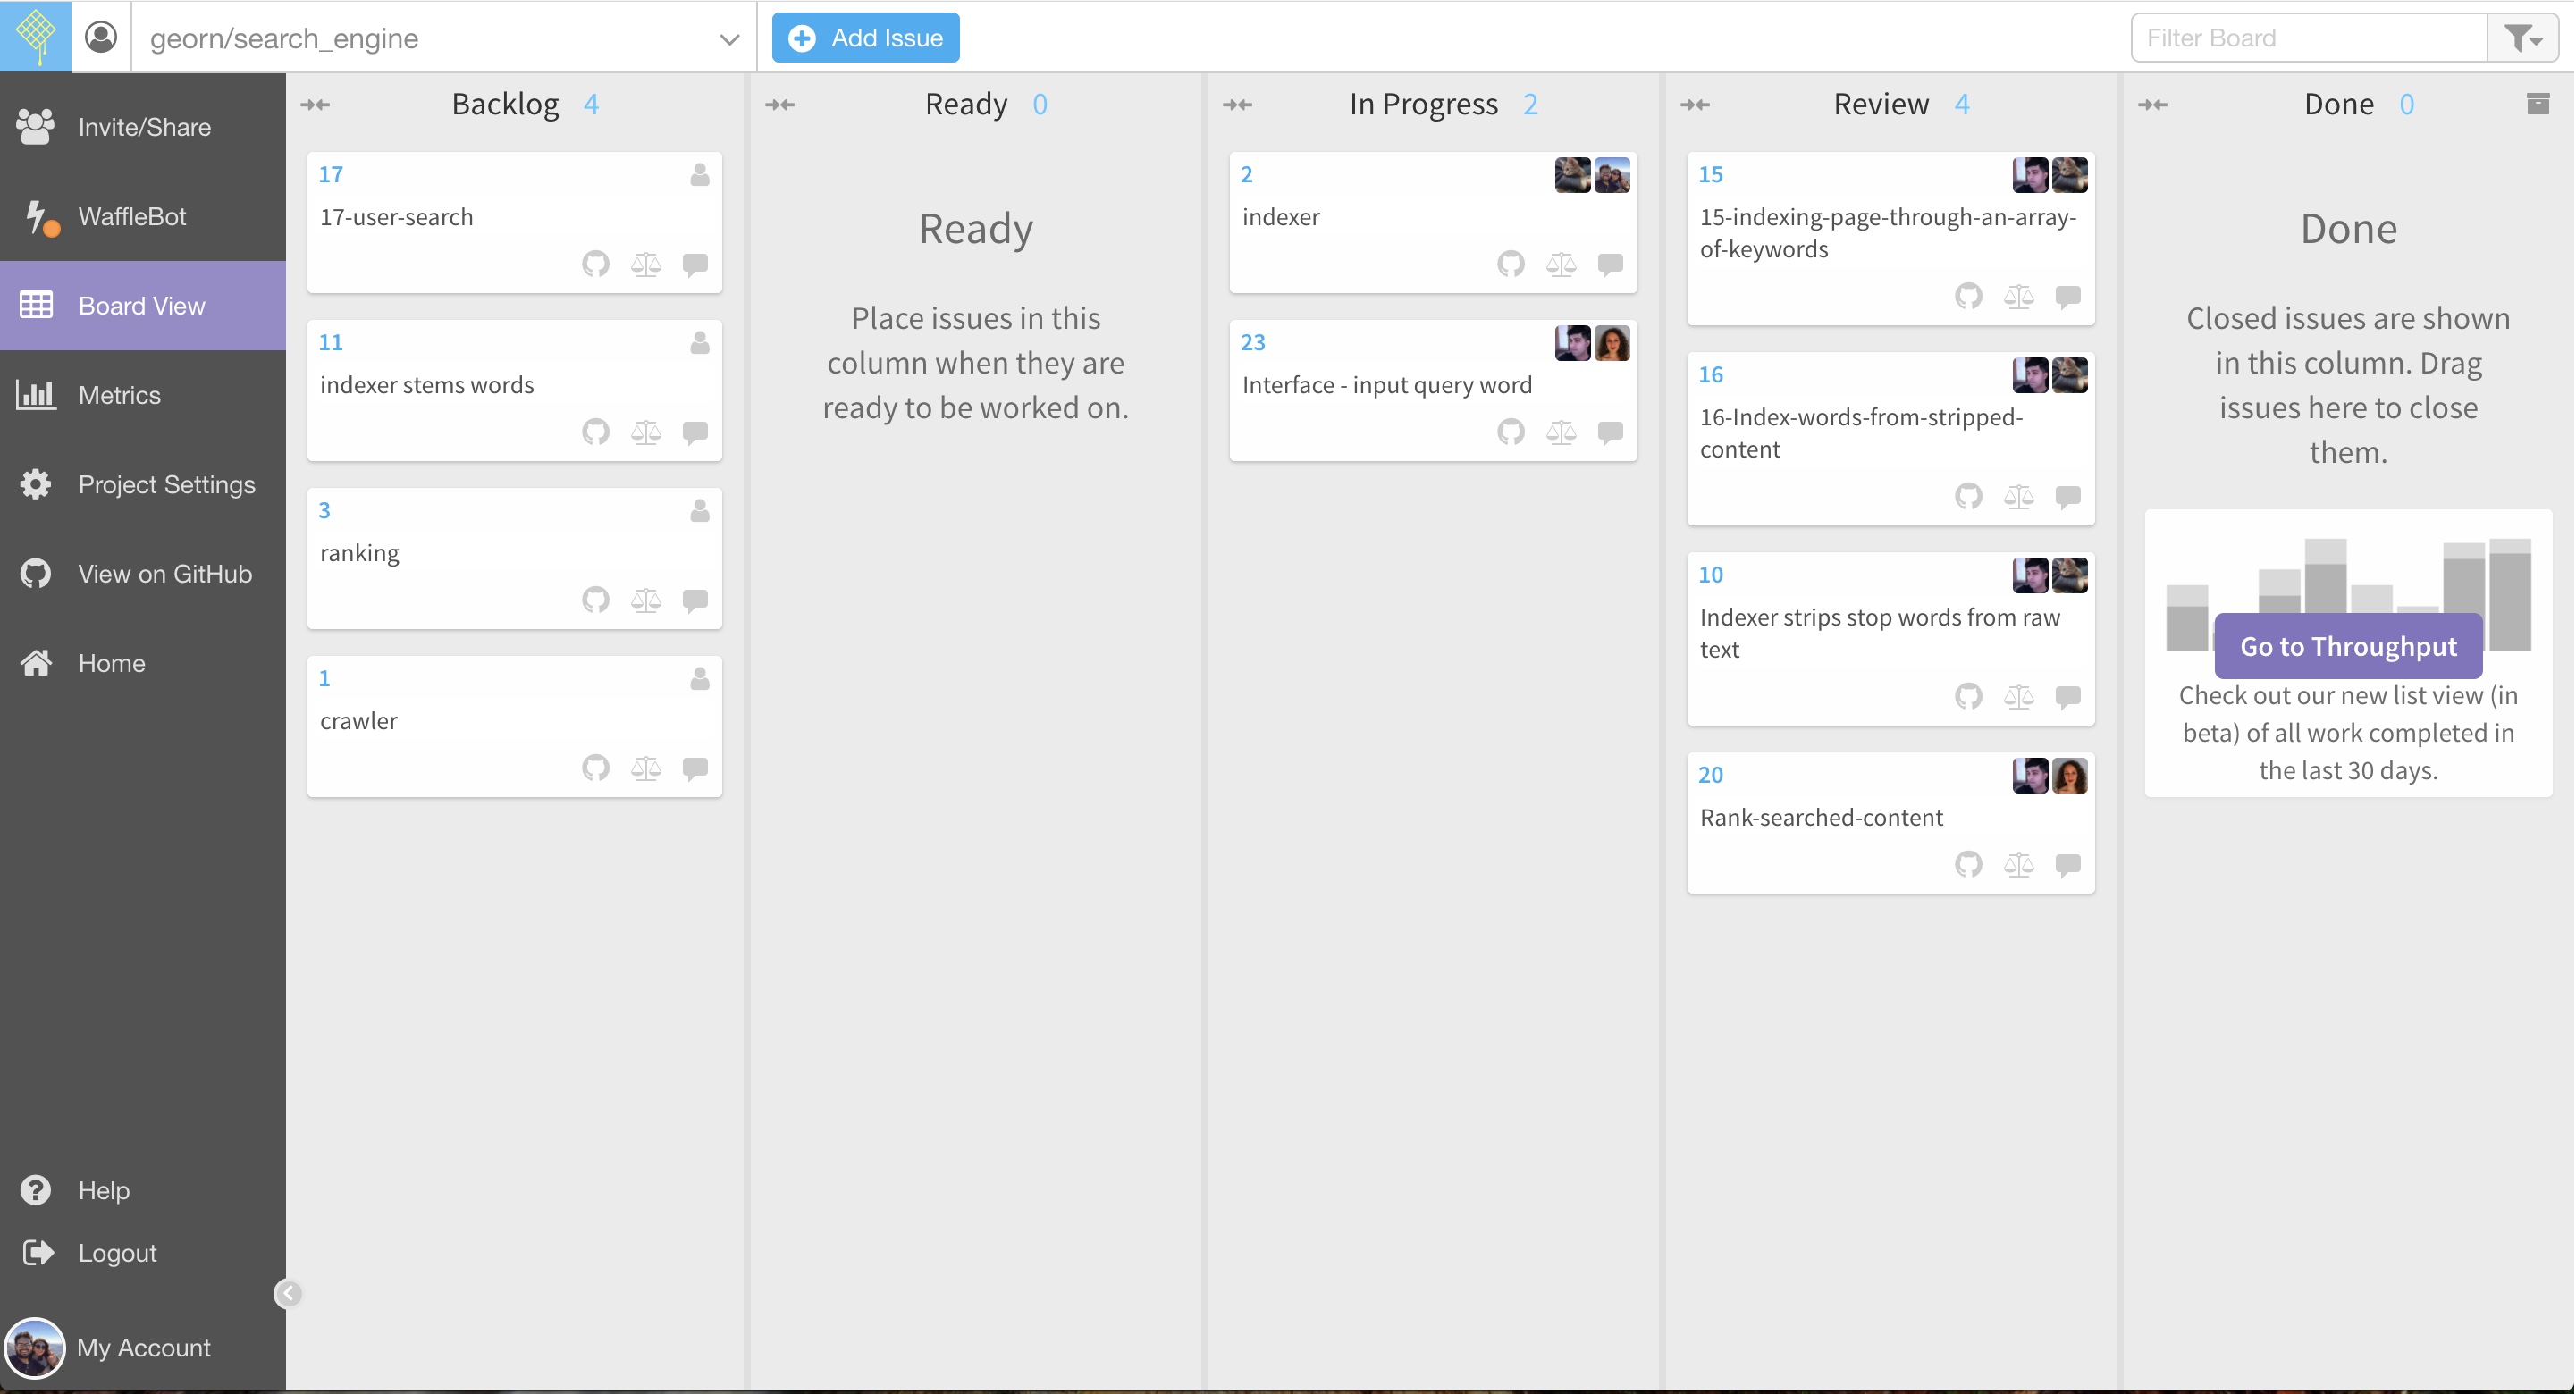 georn/search_engine
Add Issue
Filter Board
Invite/Share
WaffleBot
Board View
Metrics
Project Settings
View on GitHub
Home
Help
Logout
My Account
Backlog 4
17
17-user-search
11
indexer stems words
3
ranking
1
crawler
Ready 0
Ready
Place issues in this
column when they are
ready to be worked on.
In Progress 2
2
indexer
23
Interface - input query word
Review 4
15
15-indexing-page-through-an-array-
of-keywords
16
16-Index-words-from-stripped-
content
10
Indexer strips stop words from raw
text
20
Rank-searched-content
Done 0
Done
Closed issues are shown
in this column. Drag
issues here to close
them.
Go to Throughput
Check out our new list view (in
beta) of all work completed in
the last 30 days.